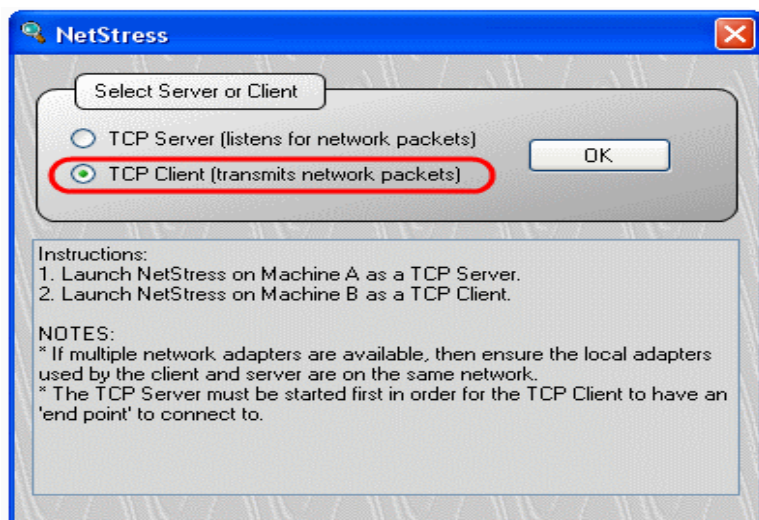 NetStress
Select Server or Client
TCP Server (listens for network packets)
TCP Client (transmits network packets)
OK
Instructions:
1. Launch NetStress on Machine A as a TCP Server.
2. Launch NetStress on Machine B as a TCP Client.
NOTES:
* If multiple network adapters are available, then ensure the local adapters
used by the client and server are on the same network.
* The TCP Server must be started first in order for the TCP Client to have an
'end point' to connect to.